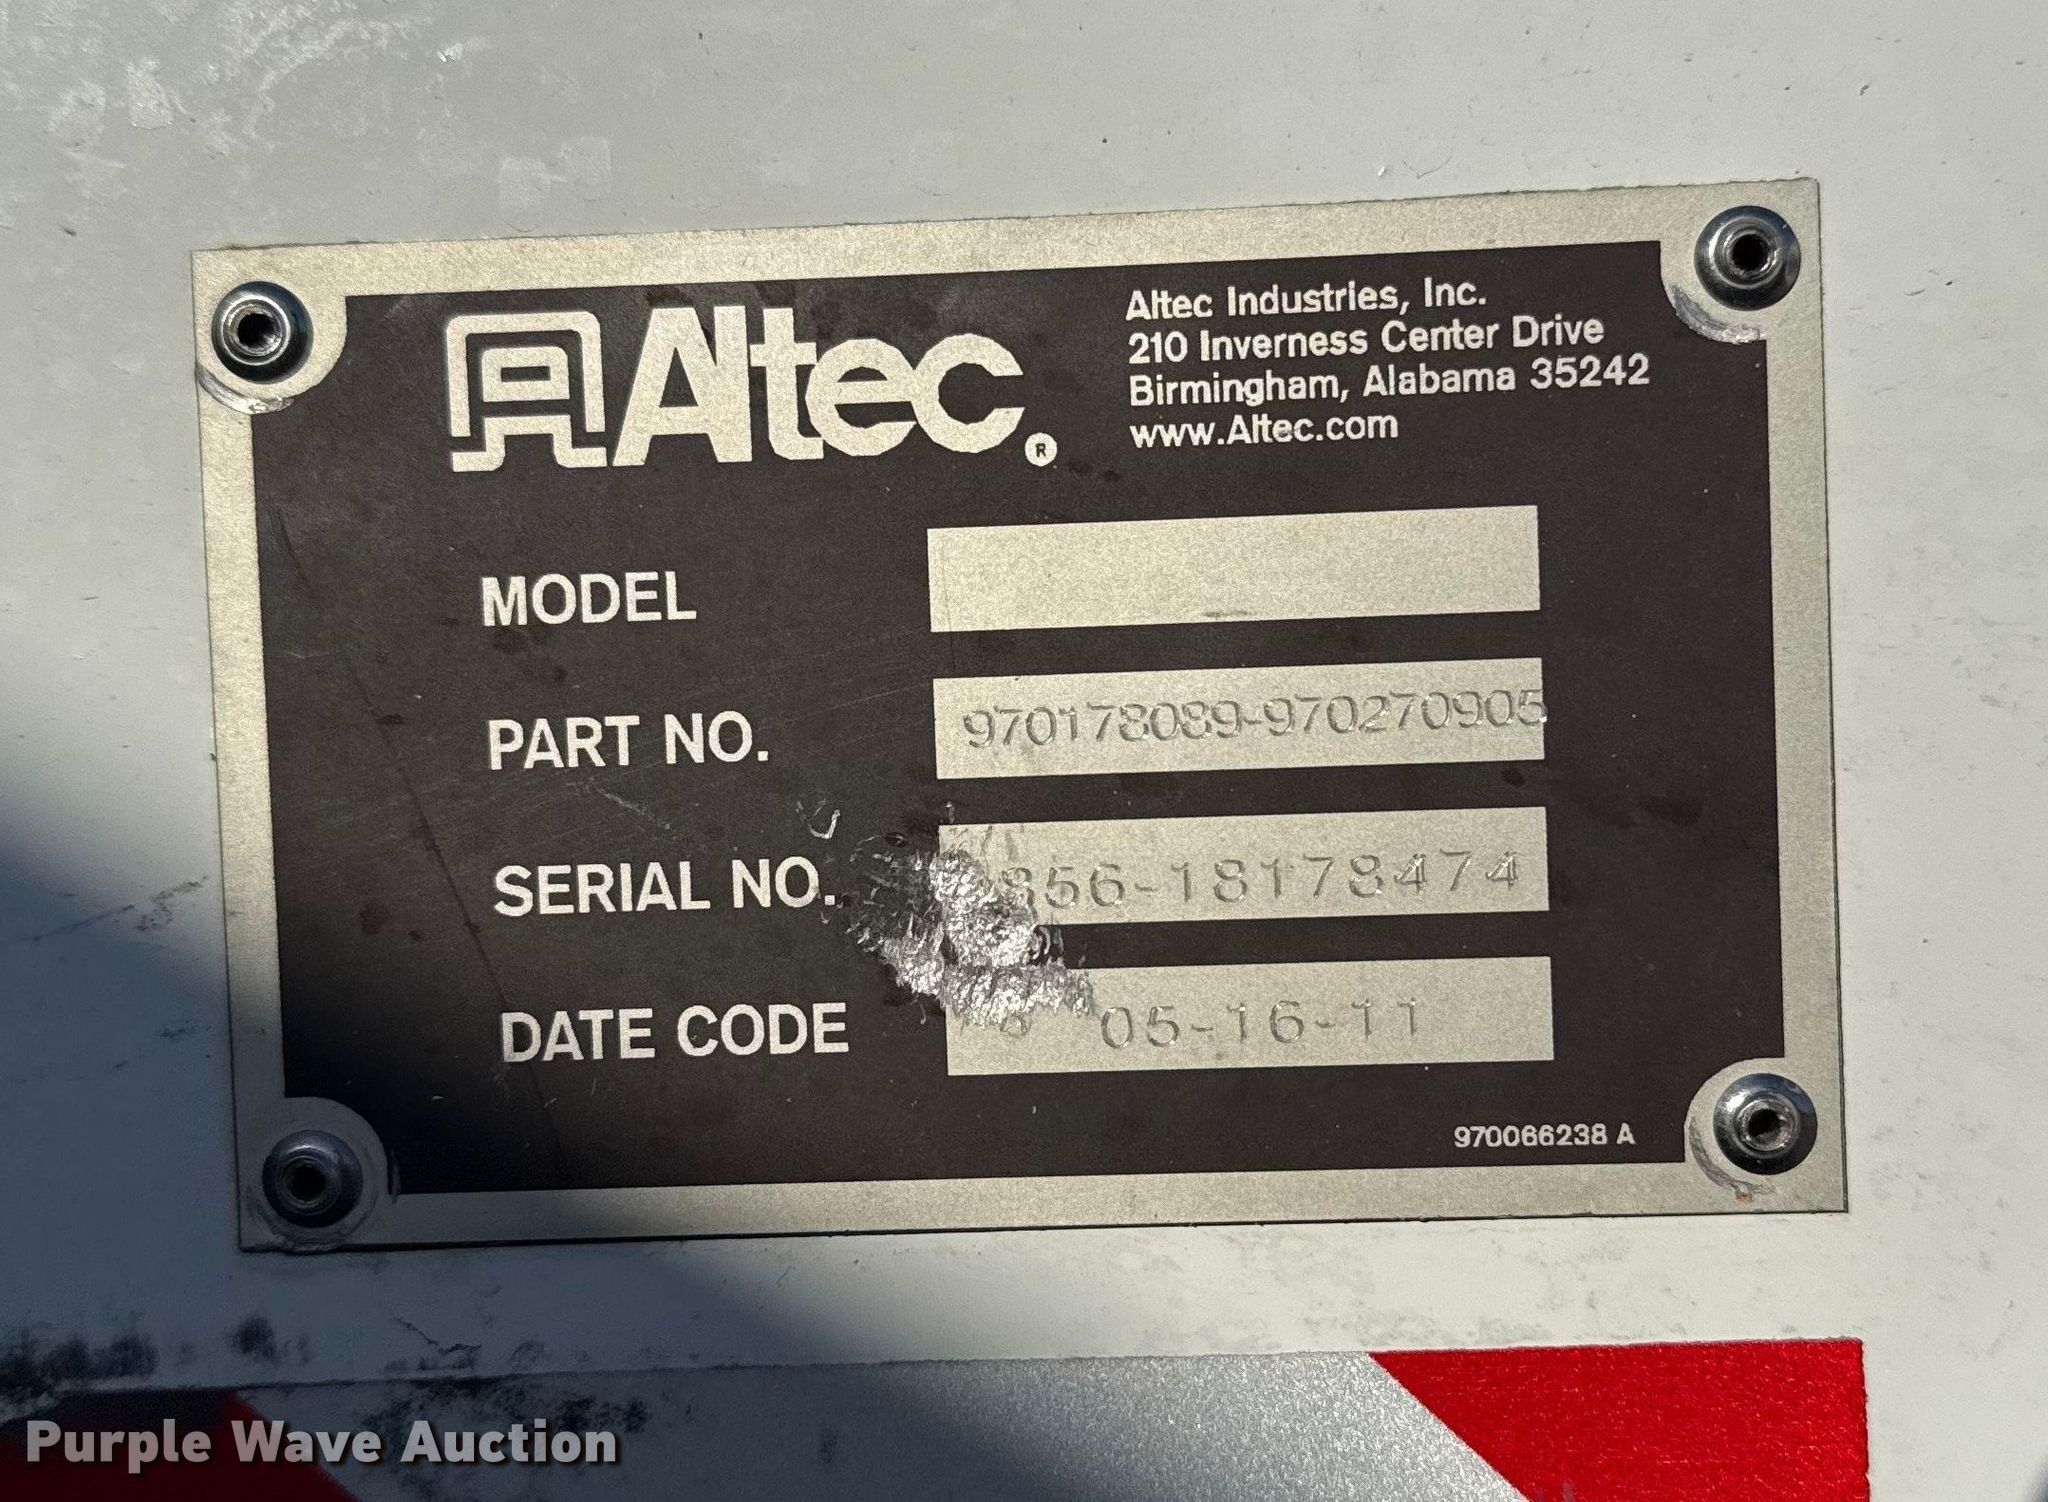 Altec®
Altec Industries, Inc.
210 Inverness Center Drive
Birmingham, Alabama 35242
www.Altec.com
MODEL
PART NO. 970178089-970270905
SERIAL NO. 856-18178474
DATE CODE 05-16-11
970066238 A
Purple Wave Auction